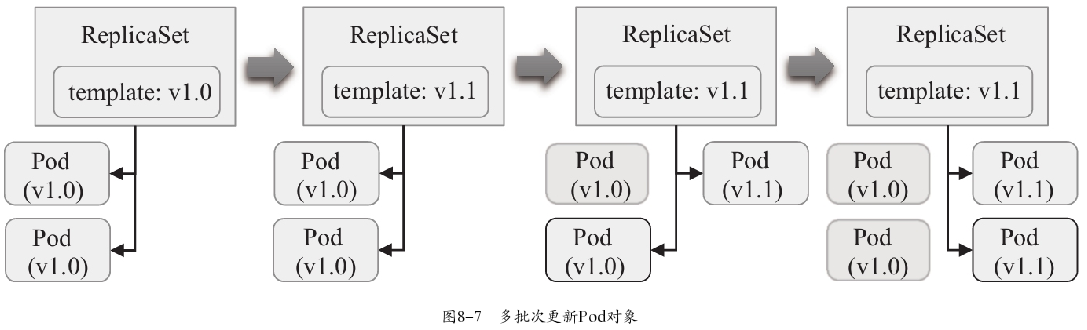 ReplicaSet
template: v1.0
Pod
(v1.0)
Pod
(v1.0)
ReplicaSet
template: v1.1
Pod
(v1.0)
Pod
(v1.0)
ReplicaSet
template: v1.1
Pod
(v1.0)
Pod
(v1.1)
Pod
(v1.0)
ReplicaSet
template: v1.1
Pod
(v1.0)
Pod
(v1.1)
Pod
(v1.0)
Pod
(v1.1)
图8-7 多批次更新Pod对象